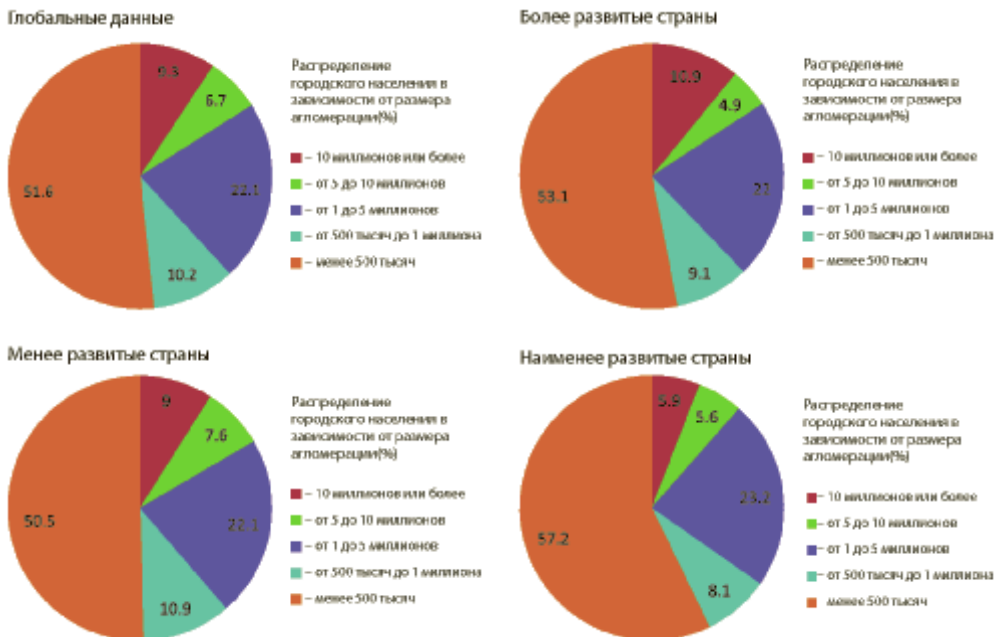 Глобальные данные
9.3
6.7
22.1
10.2
51.6
Распределение
городского населения в
зависимости от размера
агломерации(%)
– 10 миллионов или более
– от 5 до 10 миллионов
– от 1 до 5 миллионов
– от 500 тысяч до 1 миллиона
– менее 500 тысяч
Более развитые страны
10.9
4.9
22
9.1
53.1
Распределение
городского населения в
зависимости от размера
агломерации(%)
– 10 миллионов или более
– от 5 до 10 миллионов
– от 1 до 5 миллионов
– от 500 тысяч до 1 миллиона
– менее 500 тысяч
Менее развитые страны
9
7.6
22.1
10.9
50.5
Распределение
городского населения в
зависимости от размера
агломерации(%)
– 10 миллионов или более
– от 5 до 10 миллионов
– от 1 до 5 миллионов
– от 500 тысяч до 1 миллиона
– менее 500 тысяч
Наименее развитые страны
5.9
5.6
23.2
8.1
57.2
Распределение
городского населения в
зависимости от размера
агломерации(%)
– 10 миллионов или более
– от 5 до 10 миллионов
– от 1 до 5 миллионов
– от 500 тысяч до 1 миллиона
менее 500 тысяч